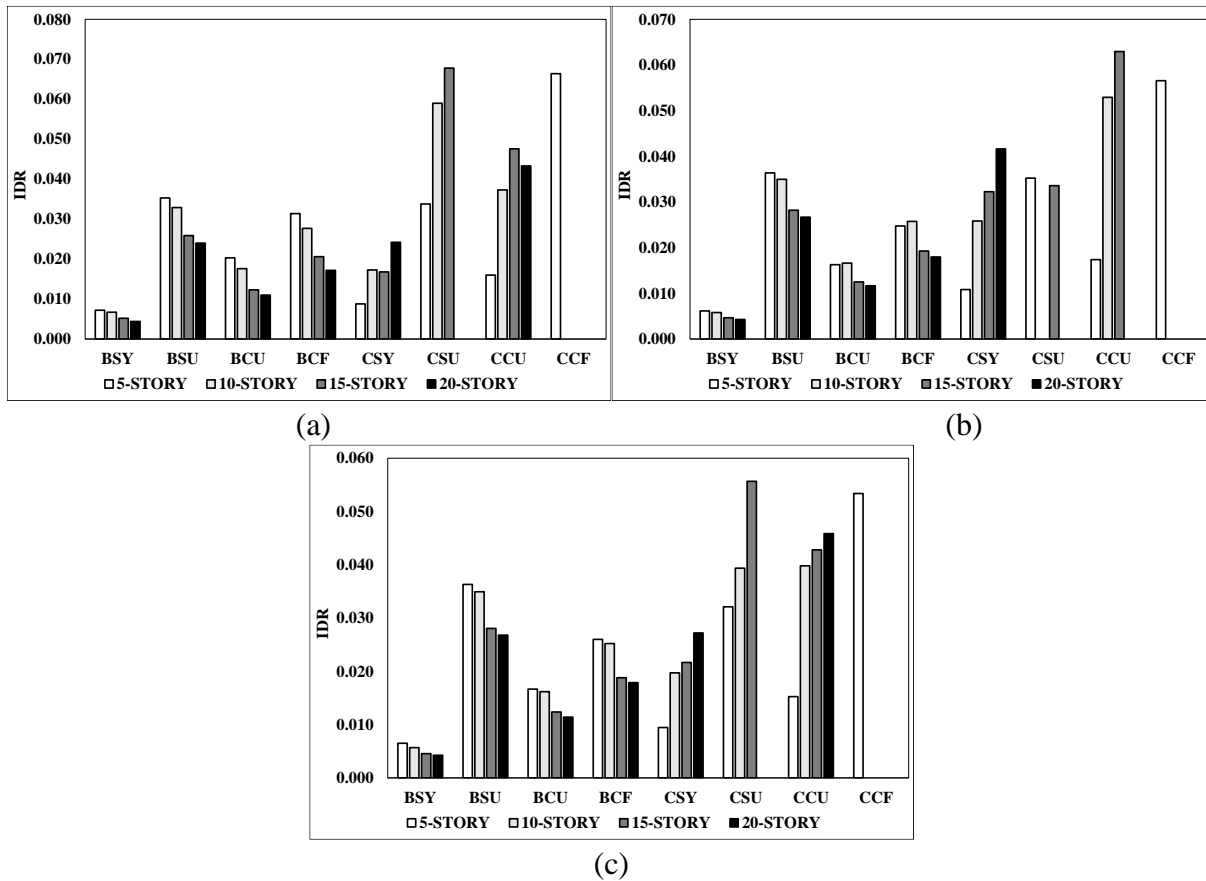 0.080
0.070
0.060
0.050
0.040
0.030
0.020
0.010
0.000
IDR
BSY BSU BCU BCF CSY CSU CCU CCF
5-STORY 10-STORY 15-STORY 20-STORY
(a)
0.070
0.060
0.050
0.040
0.030
0.020
0.010
0.000
IDR
BSY BSU BCU BCF CSY CSU CCU CCF
5-STORY 10-STORY 15-STORY 20-STORY
(b)
0.060
0.050
0.040
0.030
0.020
0.010
0.000
IDR
BSY BSU BCU BCF CSY CSU CCU CCF
5-STORY 10-STORY 15-STORY 20-STORY
(c)